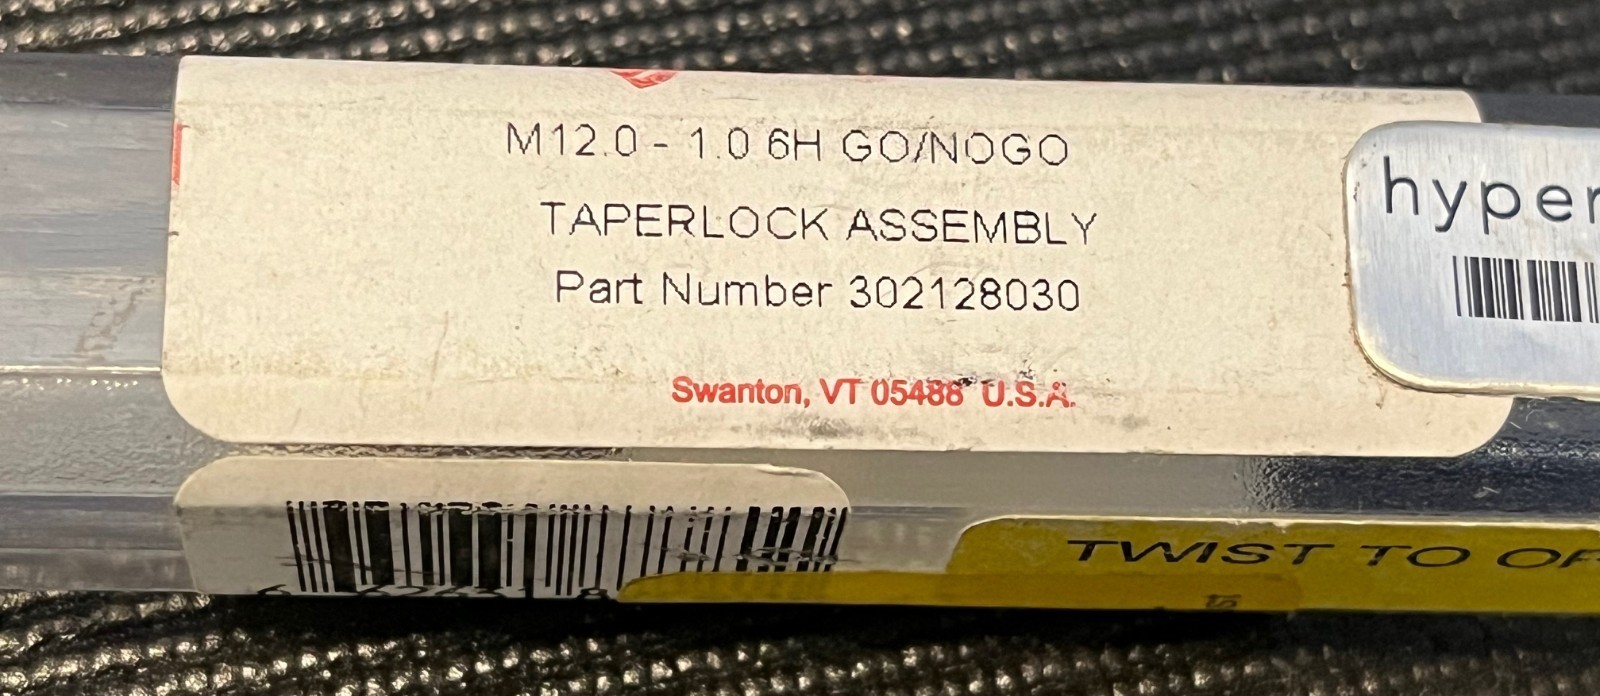 M12.0 - 1.0 6H GO/NOGO
TAPERLOCK ASSEMBLY
Part Number 302128030
Swanton, VT 05488 U.S.A.
hyper
TWIST TO